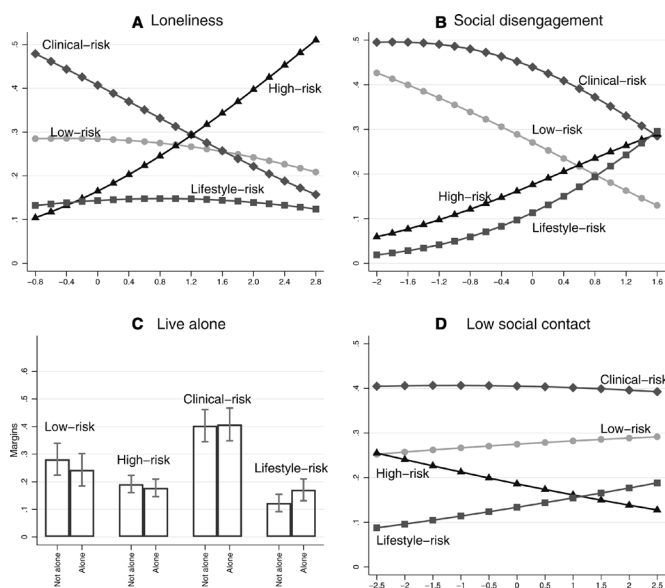 A Loneliness
.5
.4
.3
.2
.1
0
Clinical-risk
High-risk
Low-risk
Lifestyle-risk
-0.8 -0.4 0 0.4 0.8 1.2 1.6 2.0 2.4 2.8
B Social disengagement
.5
.4
.3
.2
.1
0
Clinical-risk
Low-risk
High-risk
Lifestyle-risk
-2 -1.6 -1.2 -0.8 -0.4 0 0.4 0.8 1.2 1.6
C Live alone
Margins
.6
.5
.4
.3
.2
.1
0
Low-risk
High-risk
Clinical-risk
Lifestyle-risk
Not alone
Alone
Not alone
Alone
Not alone
Alone
Not alone
Alone
D Low social contact
.5
.4
.3
.2
.1
0
Clinical-risk
Low-risk
High-risk
Lifestyle-risk
-2.5 -2 -1.5 -1 -0.5 0 0.5 1 1.5 2 2.5